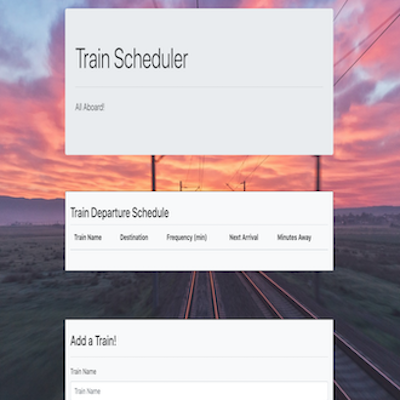 Train Scheduler
All Aboard!
Train Departure Schedule
Train Name Destination Frequency (min) Next Arrival Minutes Away
Add a Train!
Train Name
Train Name